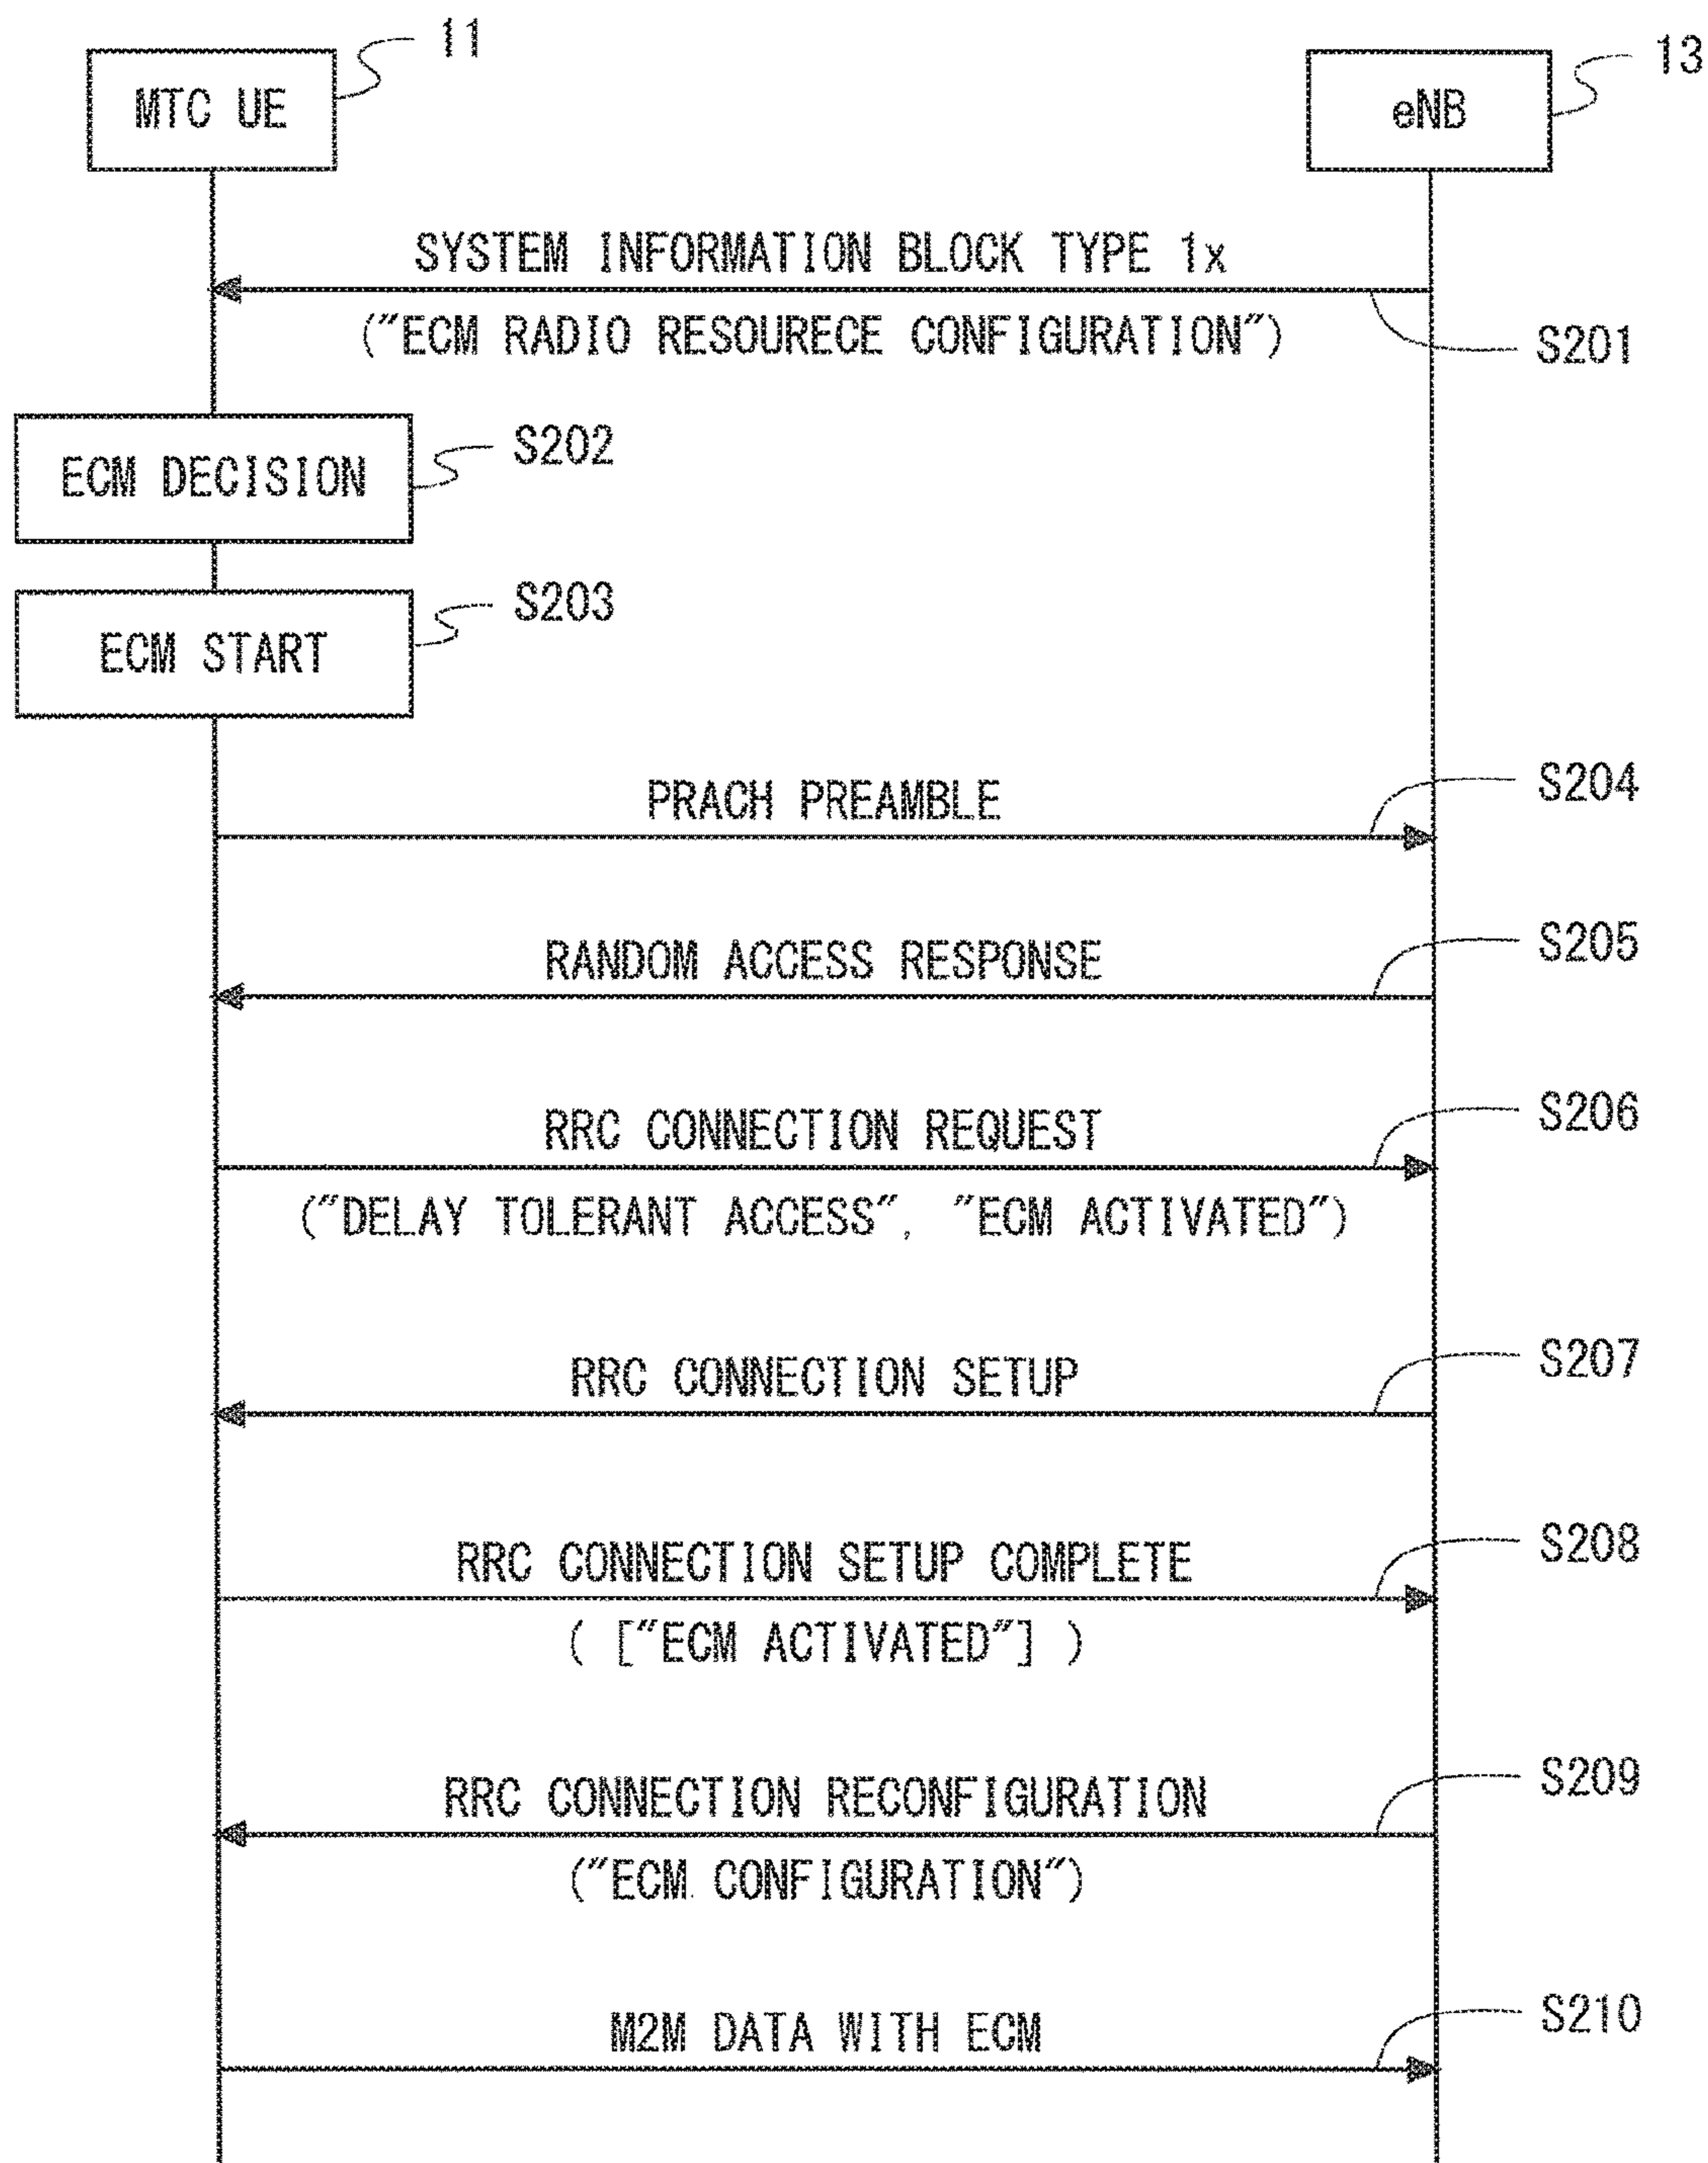 11
13
MTC UE
eNB
SYSTEM INFORMATION BLOCK TYPE 1x
("ECM RADIO RESOURECE CONFIGURATION")
S201
ECM DECISION
S202
ECM START
S203
PRACH PREAMBLE
S204
RANDOM ACCESS RESPONSE
S205
RRC CONNECTION REQUEST
S206
("DELAY TOLERANT ACCESS", "ECM ACTIVATED")
RRC CONNECTION SETUP
S207
RRC CONNECTION SETUP COMPLETE
S208
( ["ECM ACTIVATED"] )
RRC CONNECTION RECONFIGURATION
S209
("ECM CONFIGURATION")
M2M DATA WITH ECM
S210